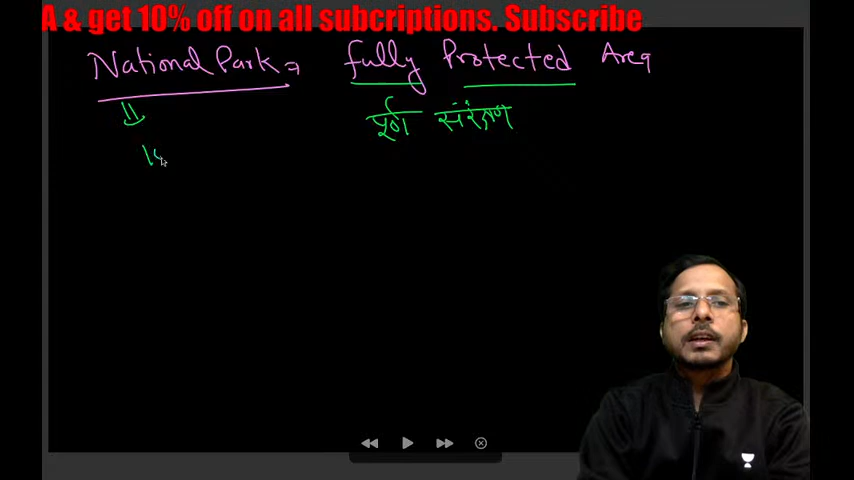 A & get 10% off on all subcriptions. Subscribe
National Park ⇒ fully Protected Area
पूर्ण संरक्षण